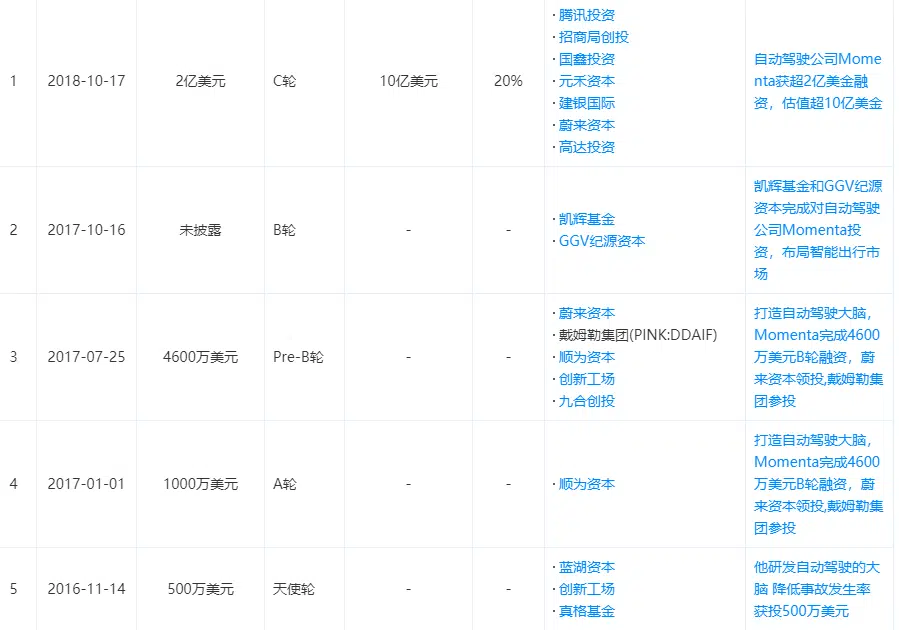 1 2018-10-17 2亿美元 C轮 10亿美元 20%
·腾讯投资
·招商局创投
·国鑫投资
·元禾资本
·建银国际
·蔚来资本
·高达投资
自动驾驶公司Mome
nta获超2亿美金融
资，估值超10亿美金
2 2017-10-16 未披露 B轮 - -
·凯辉基金
·GGV纪源资本
凯辉基金和GGV纪源
资本完成对自动驾驶
公司Momenta投
资，布局智能出行市
场
3 2017-07-25 4600万美元 Pre-B轮 - -
·蔚来资本
·戴姆勒集团(PINK:DDAIF)
·顺为资本
·创新工场
·九合创投
打造自动驾驶大脑，
Momenta完成4600
万美元B轮融资，蔚
来资本领投,戴姆勒集
团参投
4 2017-01-01 1000万美元 A轮 - -
·顺为资本
打造自动驾驶大脑，
Momenta完成4600
万美元B轮融资，蔚
来资本领投,戴姆勒集
团参投
5 2016-11-14 500万美元 天使轮 - -
·蓝湖资本
·创新工场
·真格基金
他研发自动驾驶的大
脑 降低事故发生率
获投500万美元